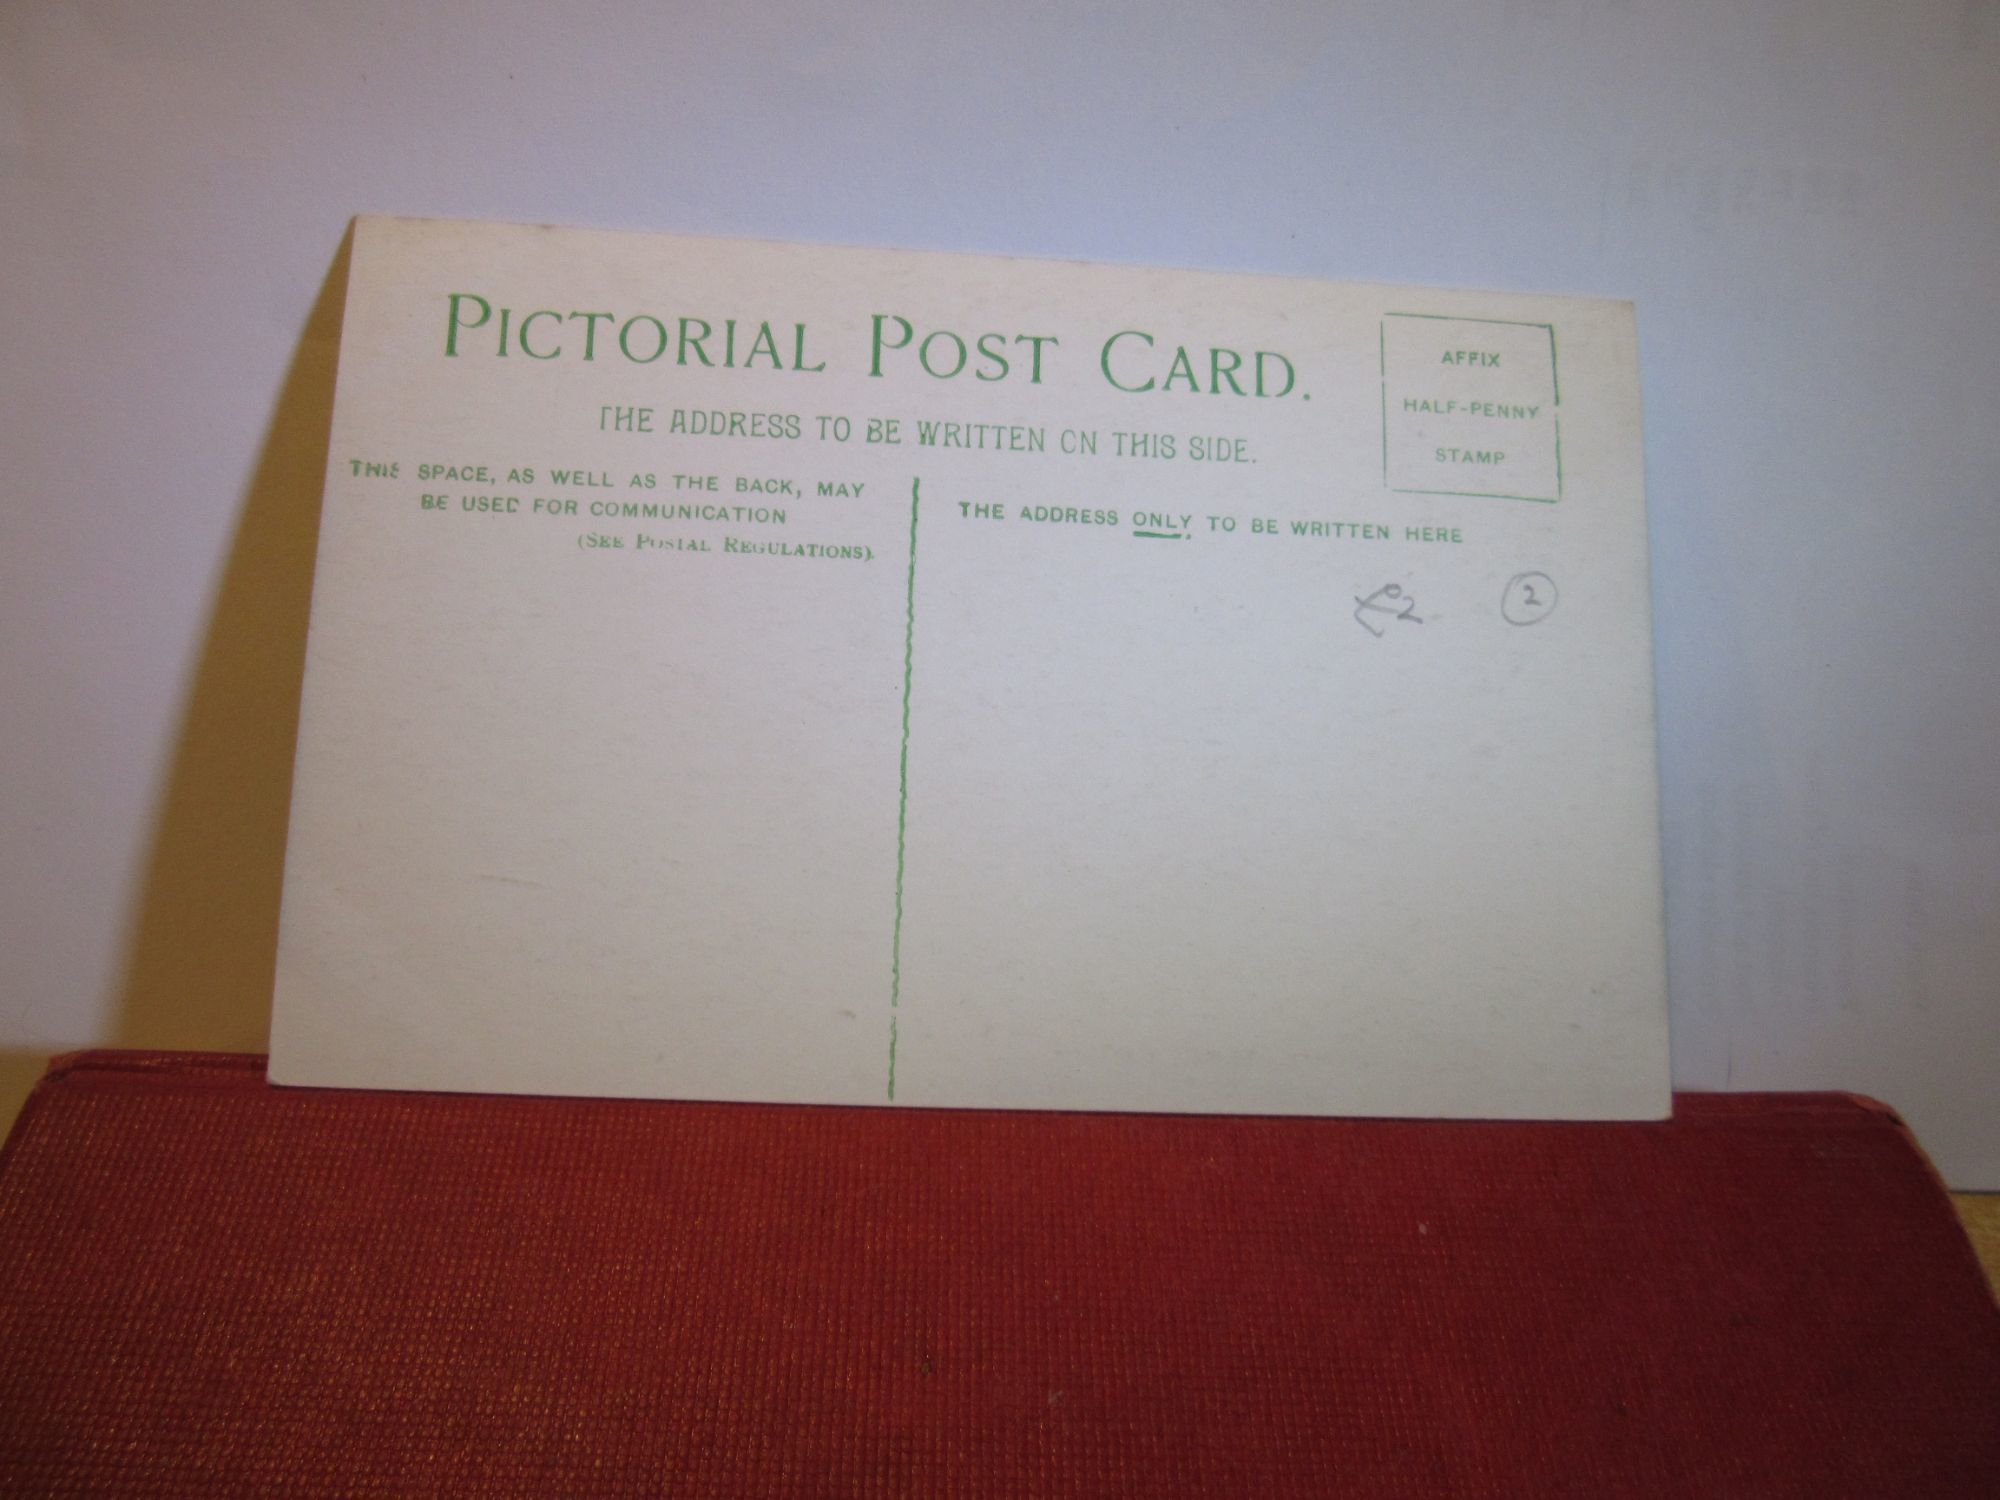 PICTORIAL POST CARD.
THE ADDRESS TO BE WRITTEN ON THIS SIDE.
AFFIX
HALF-PENNY
STAMP
THIS SPACE, AS WELL AS THE BACK, MAY
BE USED FOR COMMUNICATION
(SEE POSTAL REGULATIONS).
THE ADDRESS ONLY TO BE WRITTEN HERE
2